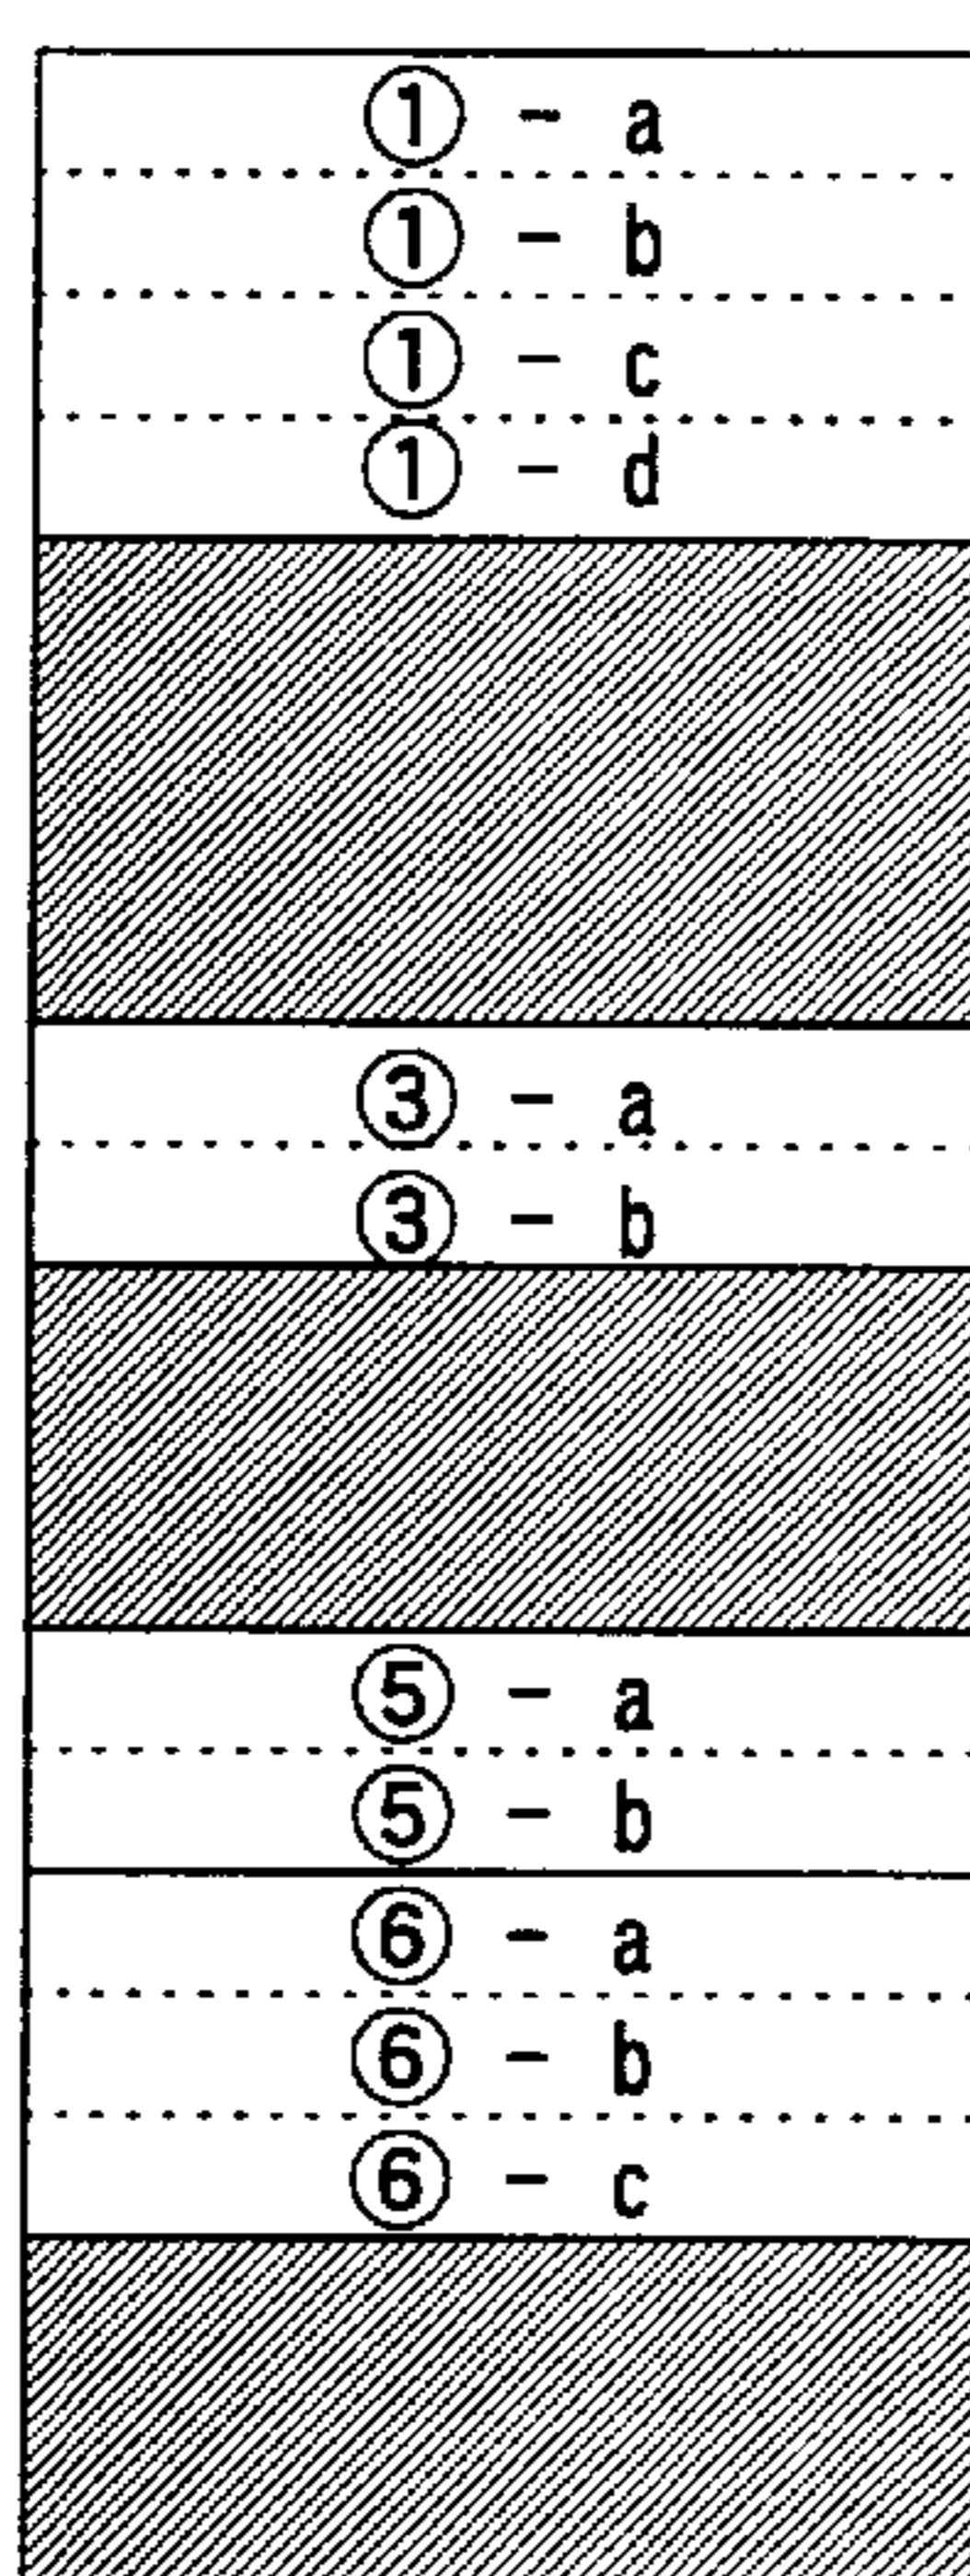 ① - a
① - b
① - c
① - d
③ - a
③ - b
⑤ - a
⑤ - b
⑥ - a
⑥ - b
⑥ - c